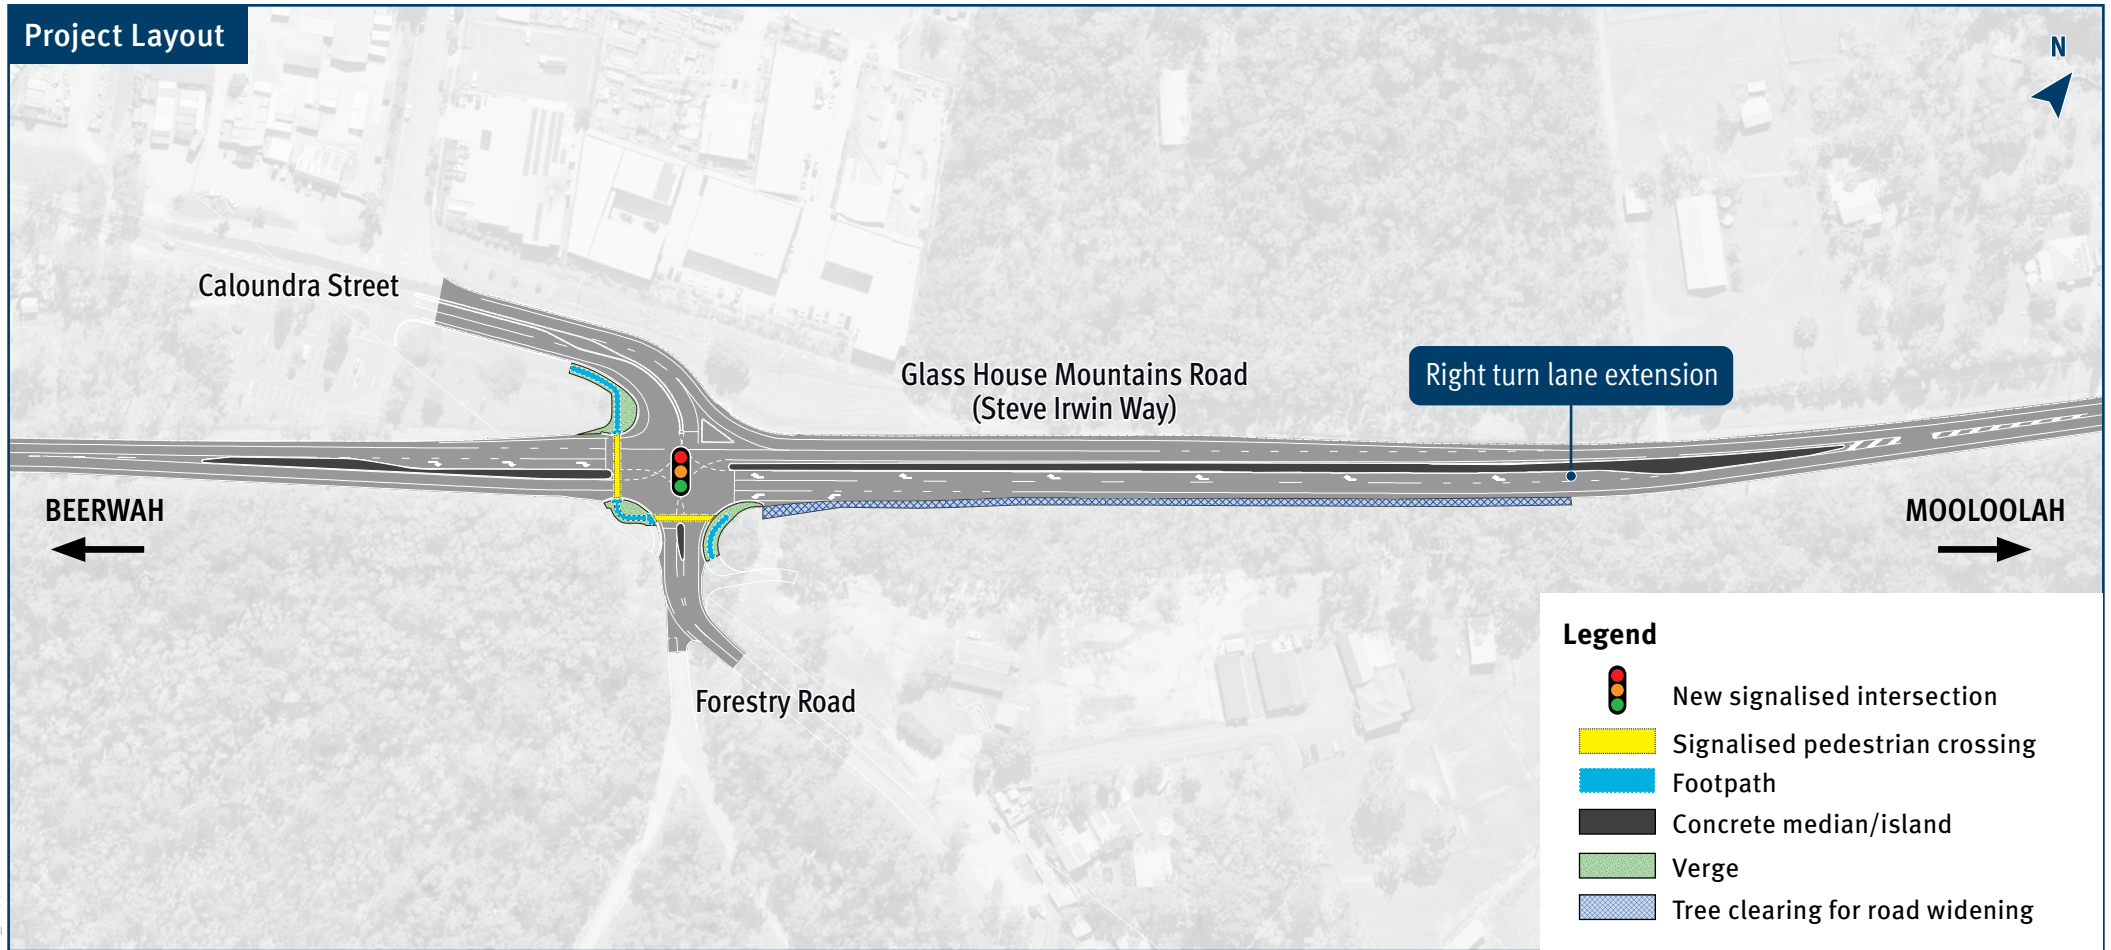 Project Layout
N
Caloundra Street
Glass House Mountains Road
(Steve Irwin Way)
Right turn lane extension
BEERWAH
MOOLOOLAH
Forestry Road
Legend
New signalised intersection
Signalised pedestrian crossing
Footpath
Concrete median/island
Verge
Tree clearing for road widening